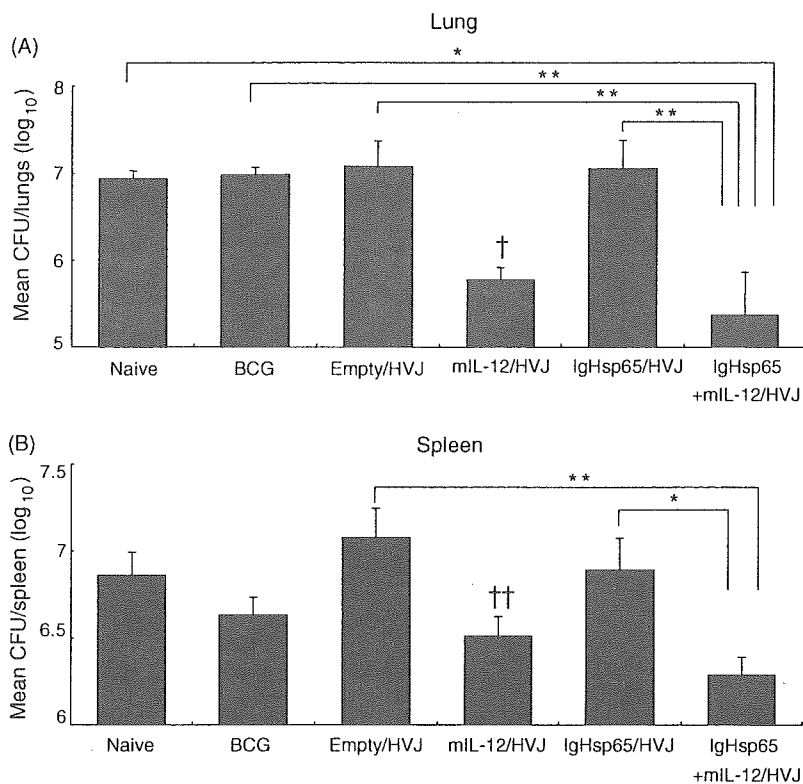 Lung
(A)
*
**
**
**
8
7
6
5
Mean CFU/lungs (log10)
†
Naive BCG Empty/HVJ mIL-12/HVJ IgHsp65/HVJ IgHsp65
+mIL-12/HVJ
(B)
Spleen
7.5
7
6.5
6
Mean CFU/spleen (log10)
**
*
††
Naive BCG Empty/HVJ mIL-12/HVJ IgHsp65/HVJ IgHsp65
+mIL-12/HVJ